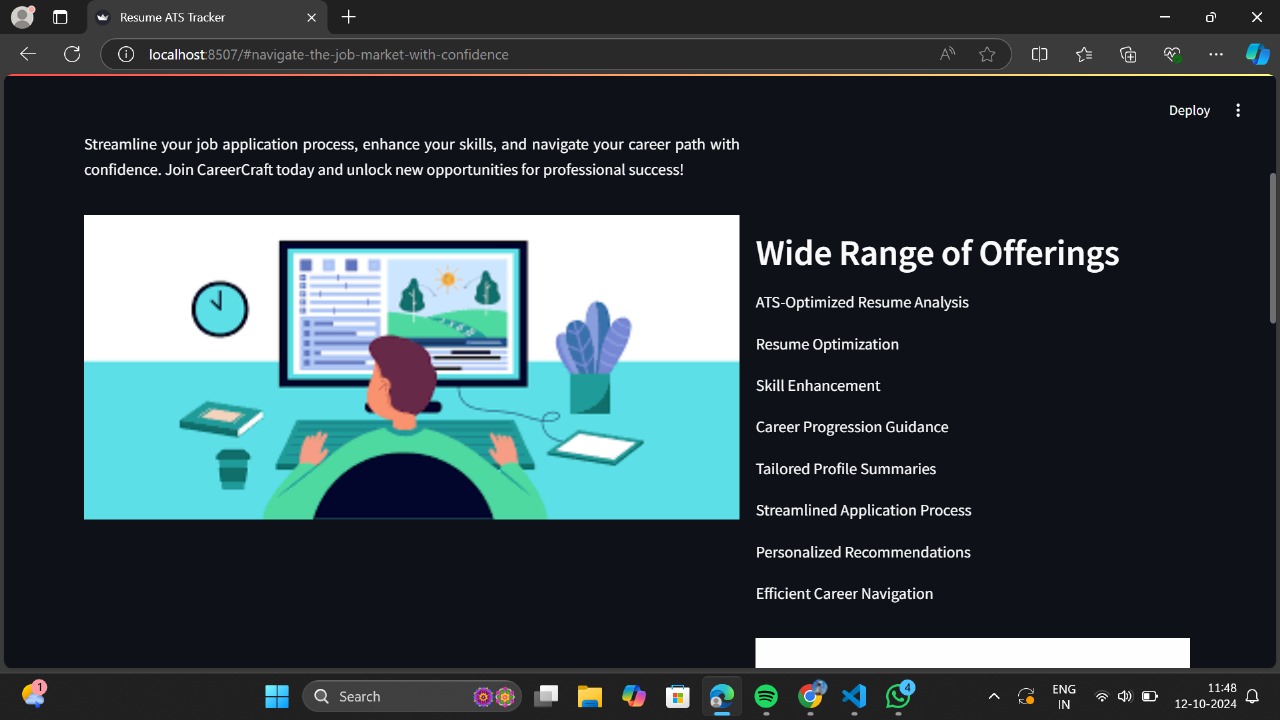 Resume ATS Tracker
localhost:8507/#navigate-the-job-market-with-confidence
Deploy
Streamline your job application process, enhance your skills, and navigate your career path with
confidence. Join CareerCraft today and unlock new opportunities for professional success!
Wide Range of Offerings
ATS-Optimized Resume Analysis
Resume Optimization
Skill Enhancement
Career Progression Guidance
Tailored Profile Summaries
Streamlined Application Process
Personalized Recommendations
Efficient Career Navigation
1
Search
4
ENG
IN
11:48
12-10-2024